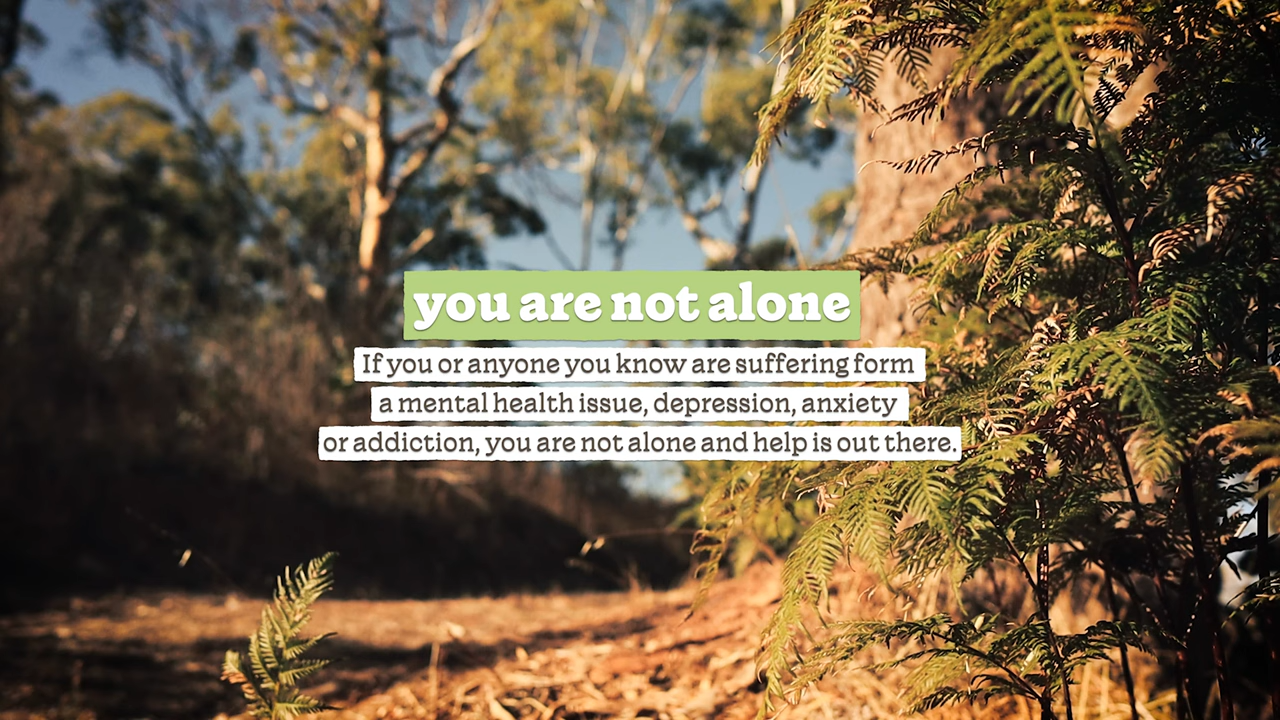 you are not alone
If you or anyone you know are suffering form
a mental health issue, depression, anxiety
or addiction, you are not alone and help is out there.